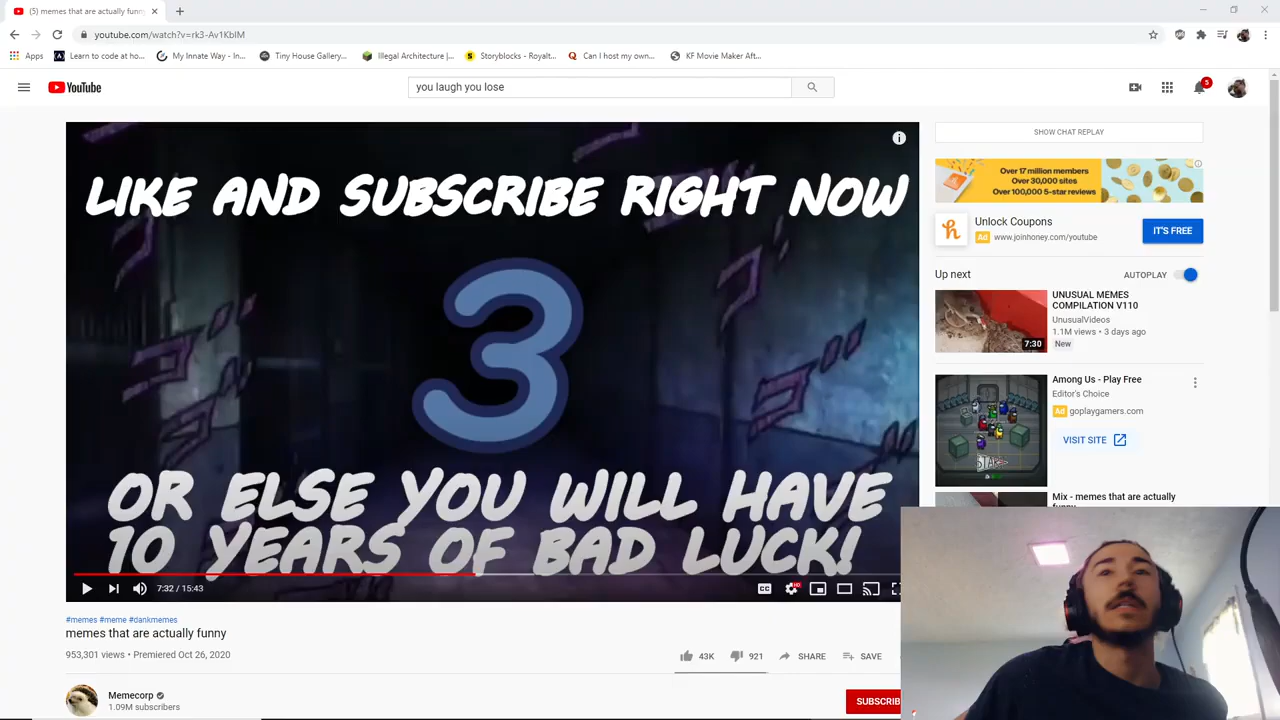 (5) memes that are actually funny
youtube.com/watch?v=rk3-Av1KbIM
Apps
Learn to code at ho...
My Innate Way - In...
Tiny House Gallery...
Illegal Architecture |...
Storyblocks - Royalt...
Can I host my own...
KF Movie Maker Aft...
YouTube
you laugh you lose
5
LIKE AND SUBSCRIBE RIGHT NOW
3
OR ELSE YOU WILL HAVE
10 YEARS OF BAD LUCK!
7:32 / 15:43
CC
HD
#memes #meme #dankmemes
memes that are actually funny
953,301 views • Premiered Oct 26, 2020
43K
921
SHARE
SAVE
Memecorp
1.09M subscribers
SUBSCRIB
SHOW CHAT REPLAY
Over 17 million members
Over 30,000 sites
Over 100,000 5-star reviews
h
Unlock Coupons
Ad www.joinhoney.com/youtube
IT'S FREE
Up next
AUTOPLAY
UNUSUAL MEMES
COMPILATION V110
UnusualVideos
1.1M views • 3 days ago
New
7:30
Among Us - Play Free
Editor's Choice
Ad goplaygamers.com
VISIT SITE
START
Mix - memes that are actually